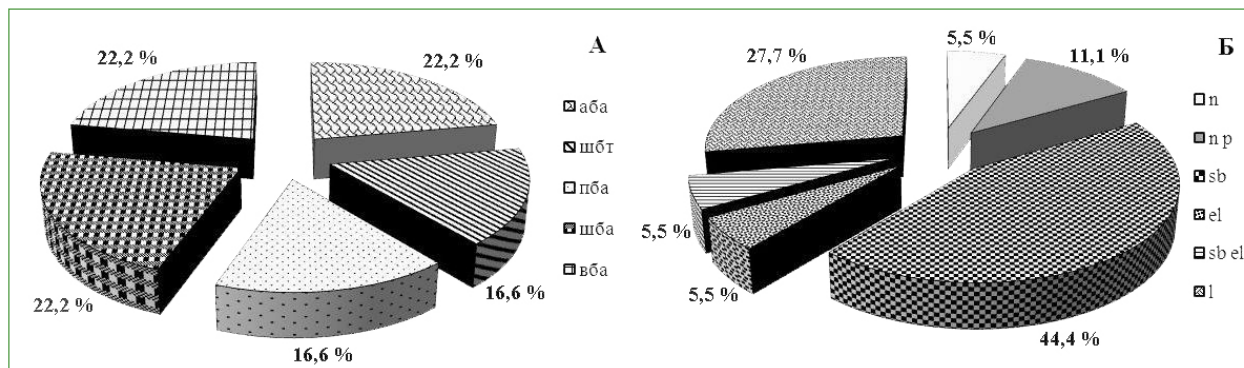 А
22,2 %
22,2 %
16,6 %
16,6 %
22,2 %
аба
шбт
пба
шба
вба
Б
5,5 %
11,1 %
44,4 %
5,5 %
5,5 %
27,7 %
n
n p
sb
el
sb el
l